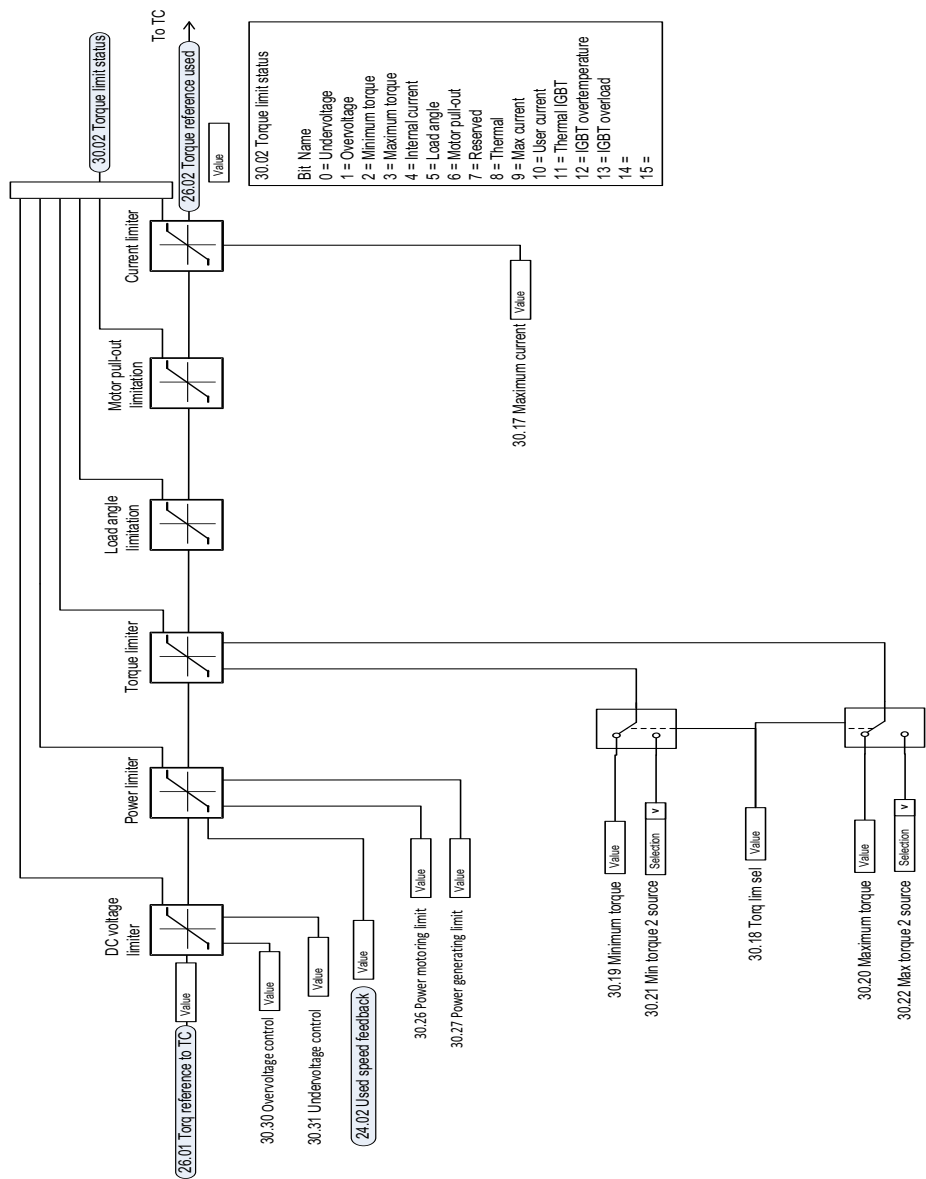 26.01 Torq reference to TC
Value
DC voltage
limiter
30.30 Overvoltage control
Value
30.31 Undervoltage control
Value
24.02 Used speed feedback
Value
Power limiter
30.26 Power motoring limit
Value
30.27 Power generating limit
Value
Torque limiter
30.19 Minimum torque
Value
30.21 Min torque 2 source
Selection
v
30.18 Torq lim sel
Value
30.20 Maximum torque
Value
30.22 Max torque 2 source
Selection
v
Load angle
limitation
Motor pull-out
limitation
Current limiter
30.17 Maximum current
Value
30.02 Torque limit status
To TC
26.02 Torque reference used
Value
30.02 Torque limit status
Bit Name
0 = Undervoltage
1 = Overvoltage
2 = Minimum torque
3 = Maximum torque
4 = Internal current
5 = Load angle
6 = Motor pull-out
7 = Reserved
8 = Thermal
9 = Max current
10 = User current
11 = Thermal IGBT
12 = IGBT overtemperature
13 = IGBT overload
14 =
15 =